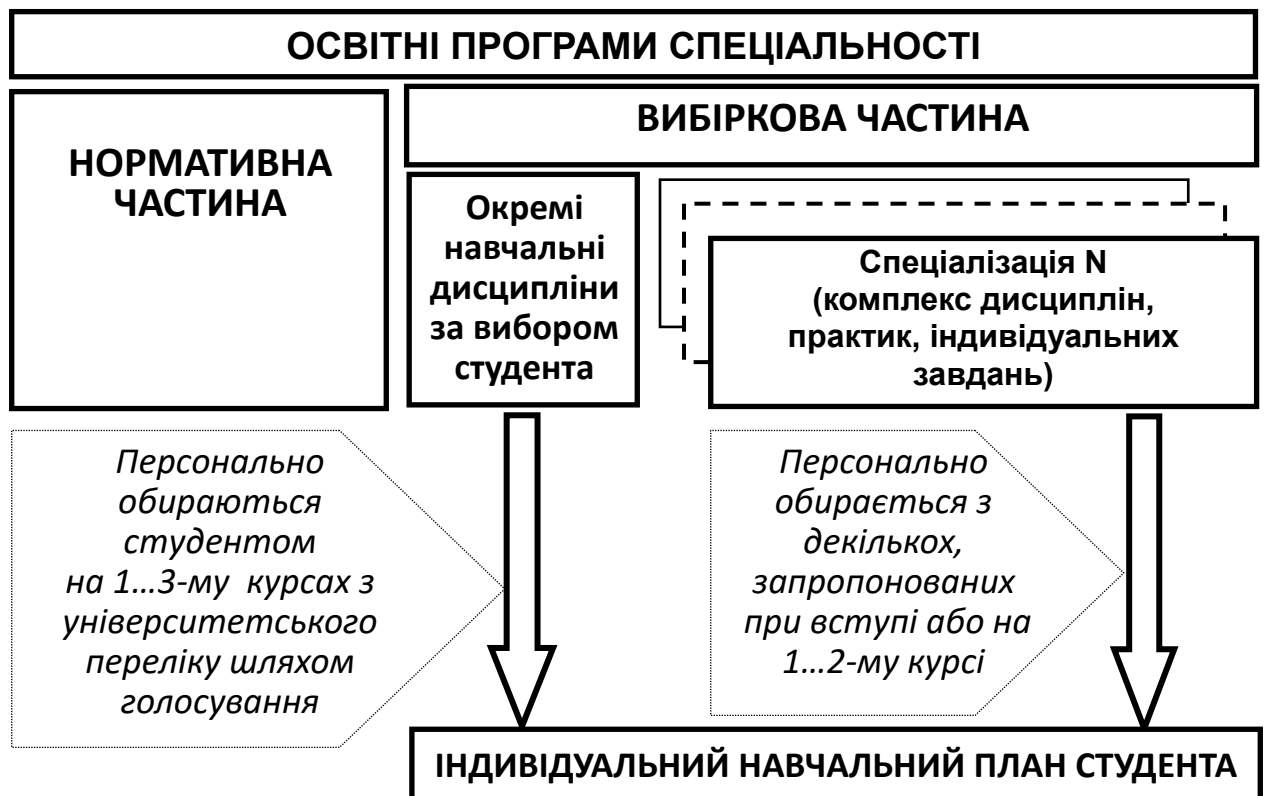 ОСВІТНІ ПРОГРАМИ СПЕЦІАЛЬНОСТІ
НОРМАТИВНА
ЧАСТИНА
ВИБІРКОВА ЧАСТИНА
Окремі
навчальні
дисципліни
за вибором
студента
Спеціалізація N
(комплекс дисциплін,
практик, індивідуальних
завдань)
Персонально
обираються
студентом
на 1...3-му курсах з
університетського
переліку шляхом
голосування
Персонально
обирається з
декількох,
запропонованих
при вступі або на
1...2-му курсі
ІНДИВІДУАЛЬНИЙ НАВЧАЛЬНИЙ ПЛАН СТУДЕНТА